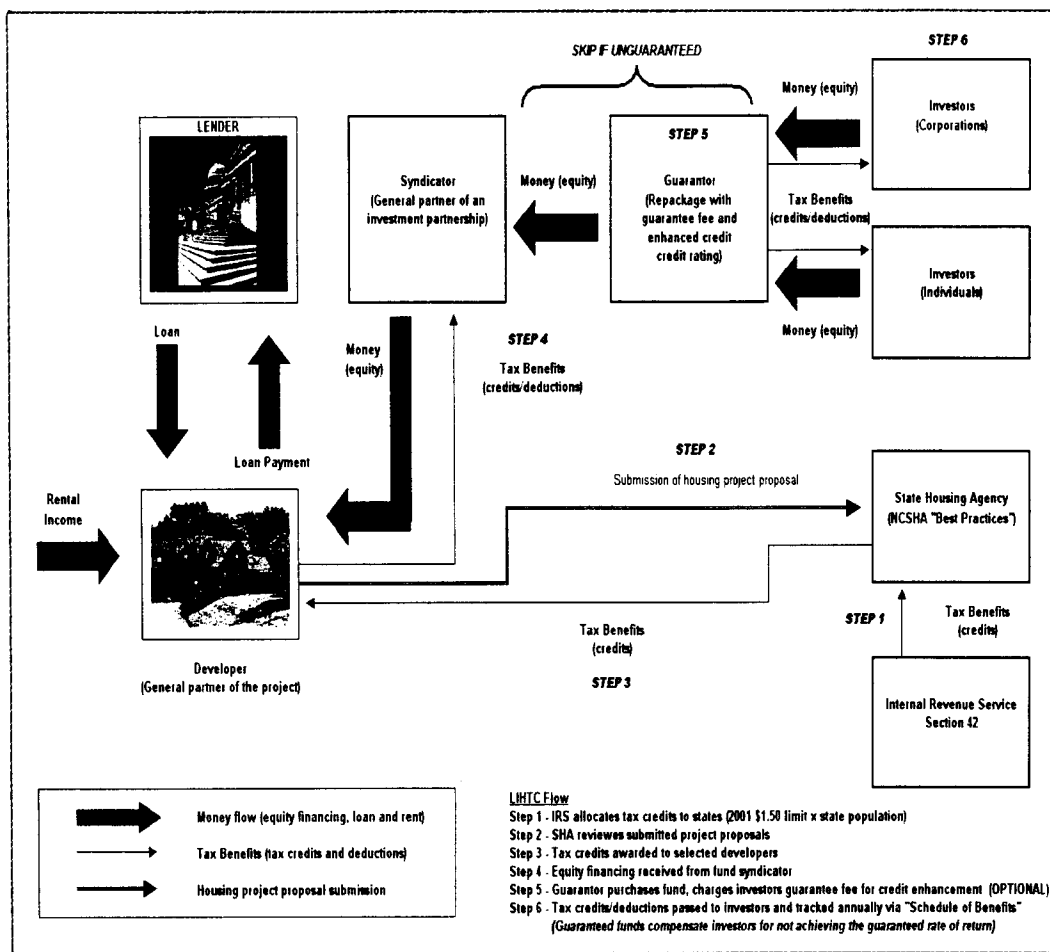 STEP 6
SKIP IF UNGUARANTEED
Money (equity)
Investors
(Corporations)
LENDER
STEP 5
Syndicator
(General partner of an
investment partnership)
Money (equity)
Guarantor
(Repackage with
guarantee fee and
enhanced credit
credit rating)
Tax Benefits
(credits/deductions)
Investors
(Individuals)
Money (equity)
Loan
Loan Payment
Money
(equity)
STEP 4
Tax Benefits
(credits/deductions)
STEP 2
Submission of housing project proposal
State Housing Agency
(NCSHA "Best Practices")
Rental
Income
Developer
(General partner of the project)
Tax Benefits
(credits)
STEP 3
STEP 1
Tax Benefits
(credits)
Internal Revenue Service
Section 42
Money flow (equity financing, loan and rent)
Tax Benefits (tax credits and deductions)
Housing project proposal submission
LIHTC Flow
Step 1 - IRS allocates tax credits to states (2001 $1.50 limit x state population)
Step 2 - SHA reviewes submitted project proposals
Step 3 - Tax credits awarded to selected developers
Step 4 - Equity financing received from fund syndicator
Step 5 - Guarantor purchases fund, charges investors guarantee fee for credit enhancement (OPTIONAL)
Step 6 - Tax credits/deductions passed to investors and tracked annually via "Schedule of Benefits"
(Guaranteed funds compensate investors for not achieving the guaranteed rate of return)